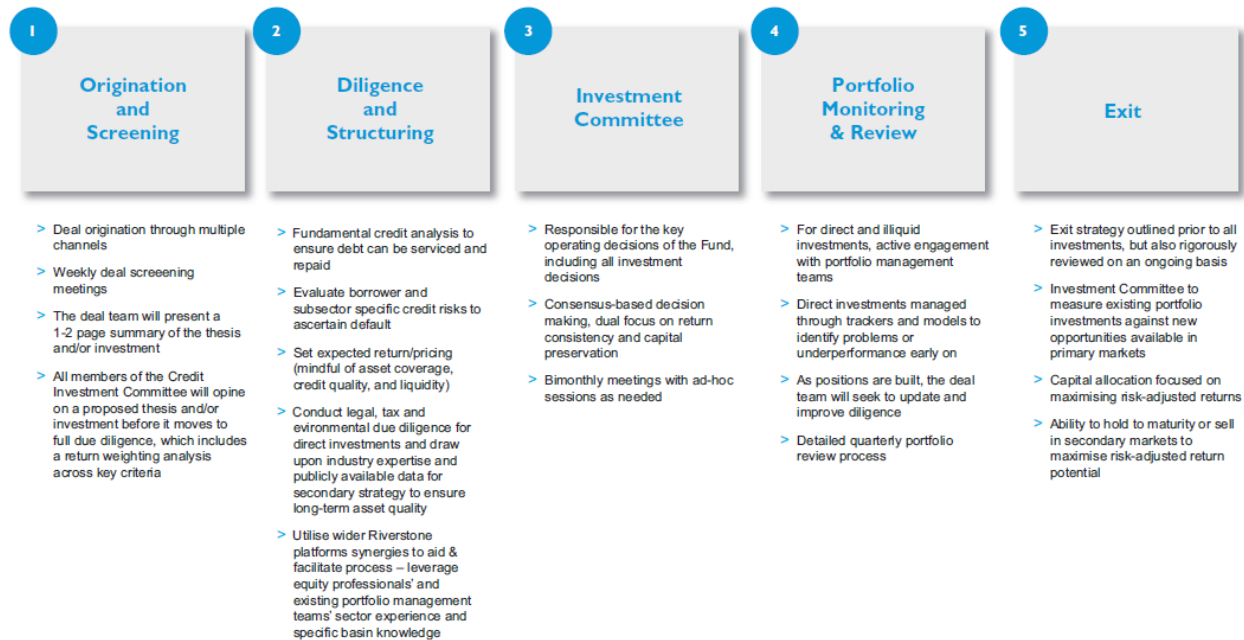 1
Origination
and
Screening
> Deal origination through multiple
channels
> Weekly deal screeening
meetings
> The deal team will present a
1-2 page summary of the thesis
and/or investment
> All members of the Credit
Investment Committee will opine
on a proposed thesis and/or
investment before it moves to
full due diligence, which includes
a return weighting analysis
across key criteria
2
Diligence
and
Structuring
> Fundamental credit analysis to
ensure debt can be serviced and
repaid
> Evaluate borrower and
subsector specific credit risks to
ascertain default
> Set expected return/pricing
(mindful of asset coverage,
credit quality, and liquidity)
> Conduct legal, tax and
evironmental due diligence for
direct investments and draw
upon industry expertise and
publicly available data for
secondary strategy to ensure
long-term asset quality
> Utilise wider Riverstone
platforms synergies to aid &
facilitate process – leverage
equity professionals’ and
existing portfolio management
teams’ sector experience and
specific basin knowledge
3
Investment
Committee
> Responsible for the key
operating decisions of the Fund,
including all investment
decisions
> Consensus-based decision
making, dual focus on return
consistency and capital
preservation
> Bimonthly meetings with ad-hoc
sessions as needed
4
Portfolio
Monitoring
& Review
> For direct and illiquid
investments, active engagement
with portfolio management
teams
> Direct investments managed
through trackers and models to
identify problems or
underperformance early on
> As positions are built, the deal
team will seek to update and
improve diligence
> Detailed quarterly portfolio
review process
5
Exit
> Exit strategy outlined prior to all
investments, but also rigorously
reviewed on an ongoing basis
> Investment Committee to
measure existing portfolio
investments against new
opportunities available in
primary markets
> Capital allocation focused on
maximising risk-adjusted returns
> Ability to hold to maturity or sell
in secondary markets to
maximise risk-adjusted return
potential